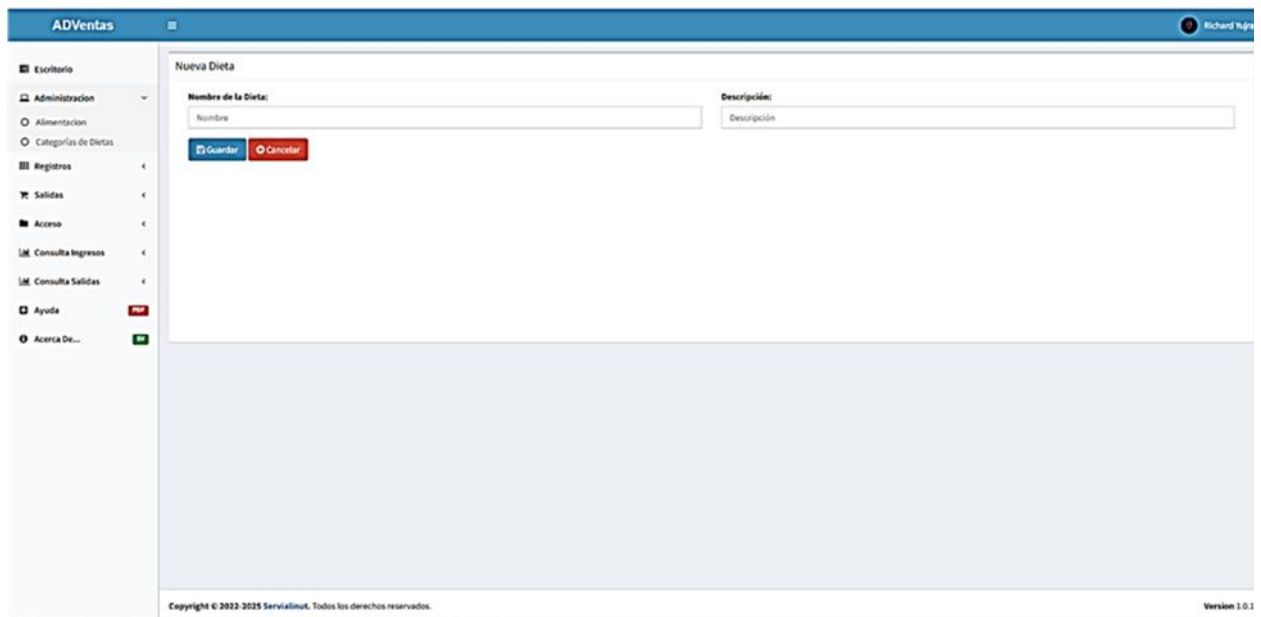 ADVentas
Richard
Escritorio
Administracion
Alimentacion
Categorías de Dietas
Registros
Salidas
Acceso
Consulta Ingresos
Consulta Salidas
Ayuda
PDF
Acerca De...
Nueva Dieta
Nombre de la Dieta:
Nombre
Descripción:
Descripción
Guardar
Cancelar
Copyright © 2022-2025 Servialinut. Todos los derechos reservados.
Version 1.0.1